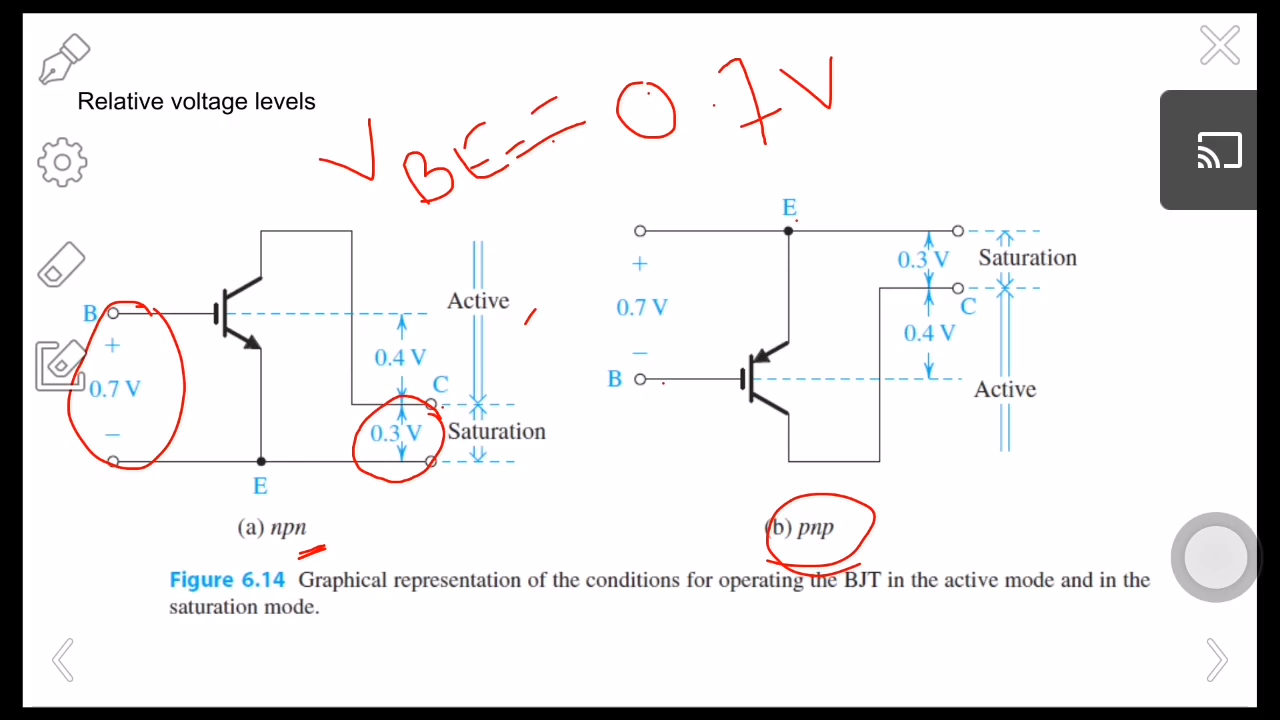 Relative voltage levels
V BE = 0.7 V
E
B
+
0.7 V
−
Active
0.4 V
C
0.3 V
Saturation
E
(a) npn
+
0.7 V
−
B
0.3 V
Saturation
C
0.4 V
Active
(b) pnp
Figure 6.14 Graphical representation of the conditions for operating the BJT in the active mode and in the
saturation mode.